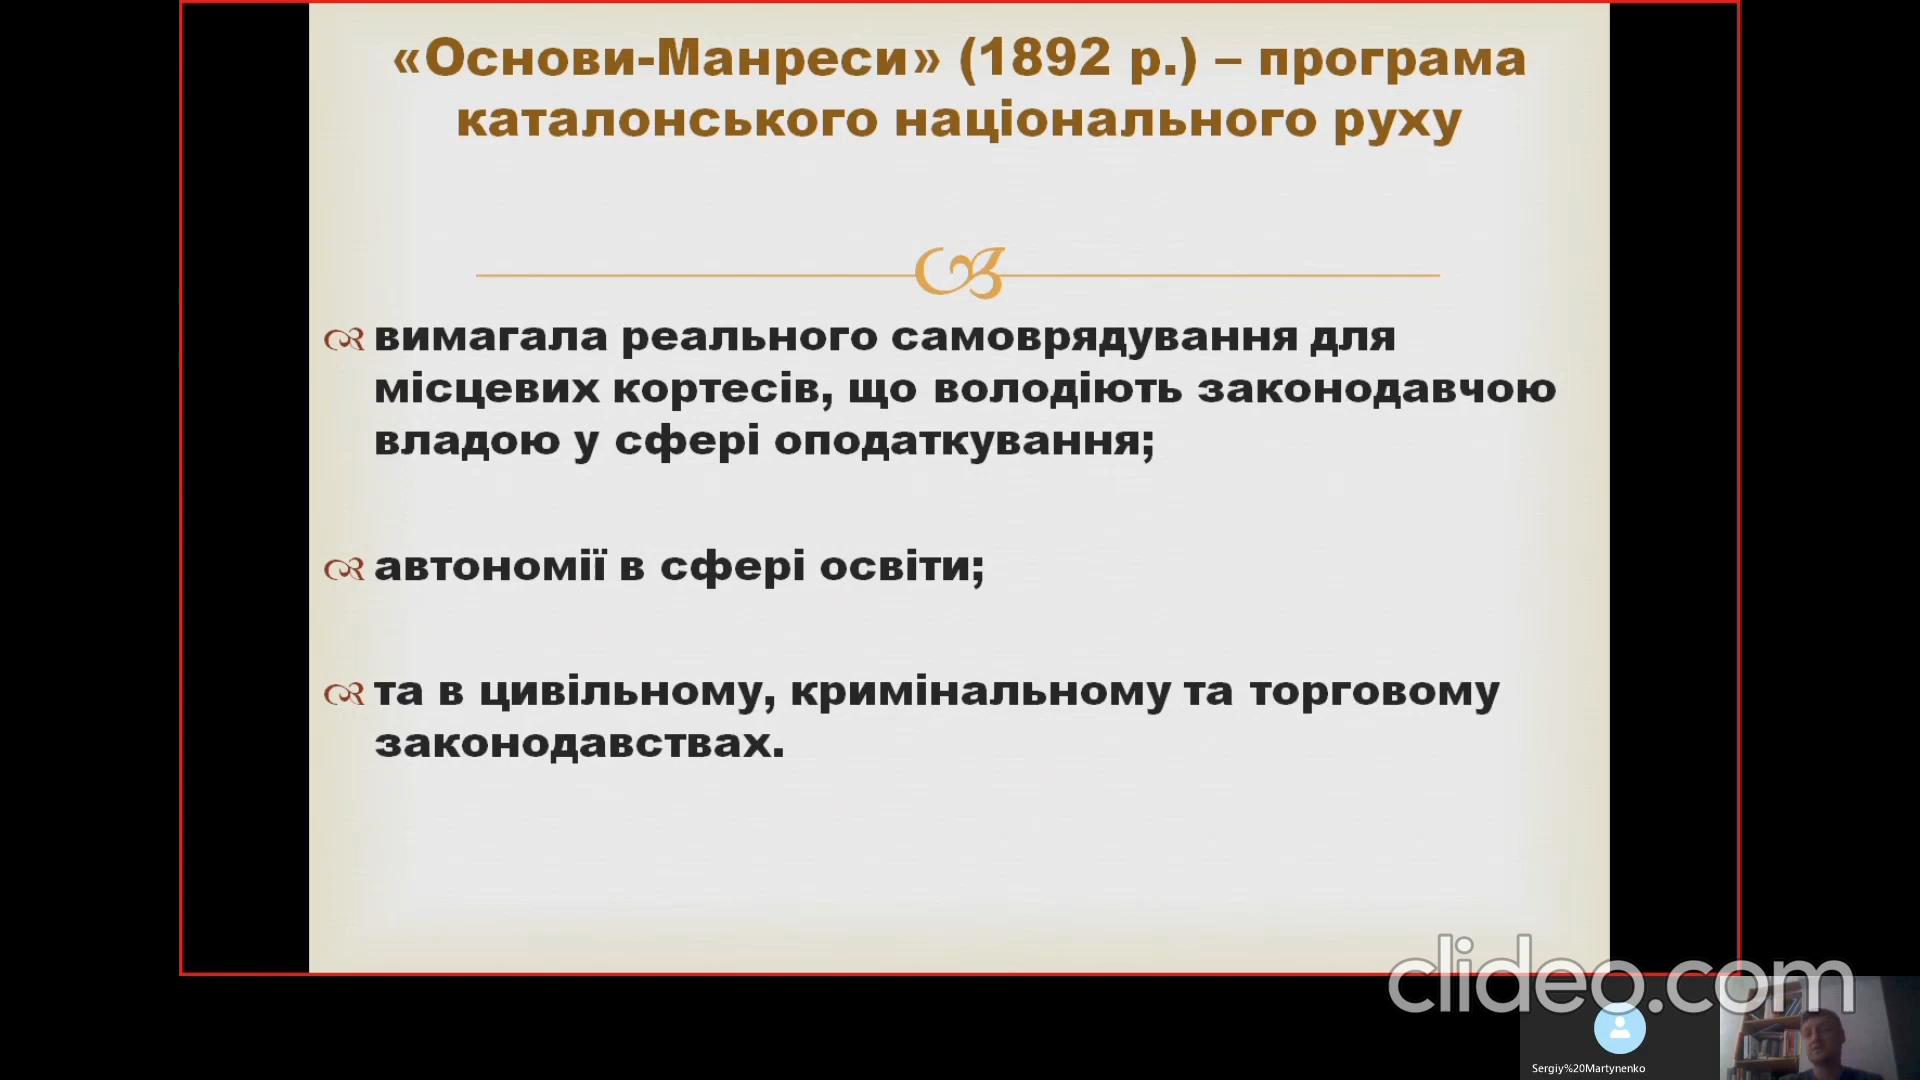 «Основи-Манреси» (1892 р.) – програма
каталонського національного руху
вимагала реального самоврядування для
місцевих кортесів, що володіють законодавчою
владою у сфері оподаткування;
автономії в сфері освіти;
та в цивільному, кримінальному та торговому
законодавствах.
clideo.com
Sergiy%20Martynenko